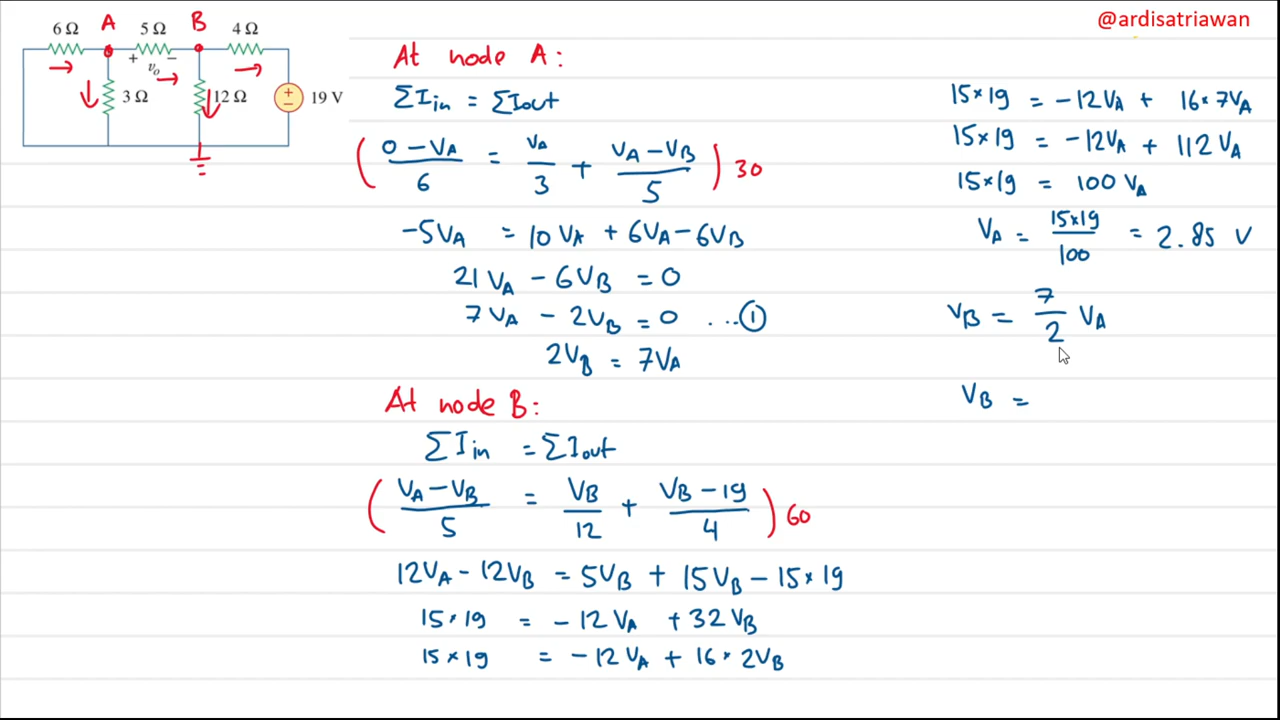 @ardisatriawan
6 Ω A 5 Ω B 4 Ω
+ v₀ −
3 Ω 12 Ω + − 19 V
At node A:
ΣI_in = ΣI_out
( (0 − V_A)/6 = V_A/3 + (V_A − V_B)/5 ) 30
−5V_A = 10V_A + 6V_A − 6V_B
21V_A − 6V_B = 0
7V_A − 2V_B = 0 ...①
2V_B = 7V_A
At node B:
ΣI_in = ΣI_out
( (V_A − V_B)/5 = V_B/12 + (V_B − 19)/4 ) 60
12V_A − 12V_B = 5V_B + 15V_B − 15×19
15×19 = −12V_A + 32V_B
15×19 = −12V_A + 16×2V_B
15×19 = −12V_A + 16×7V_A
15×19 = −12V_A + 112V_A
15×19 = 100V_A
V_A = (15×19)/100 = 2.85 V
V_B = 7/2 V_A
V_B =